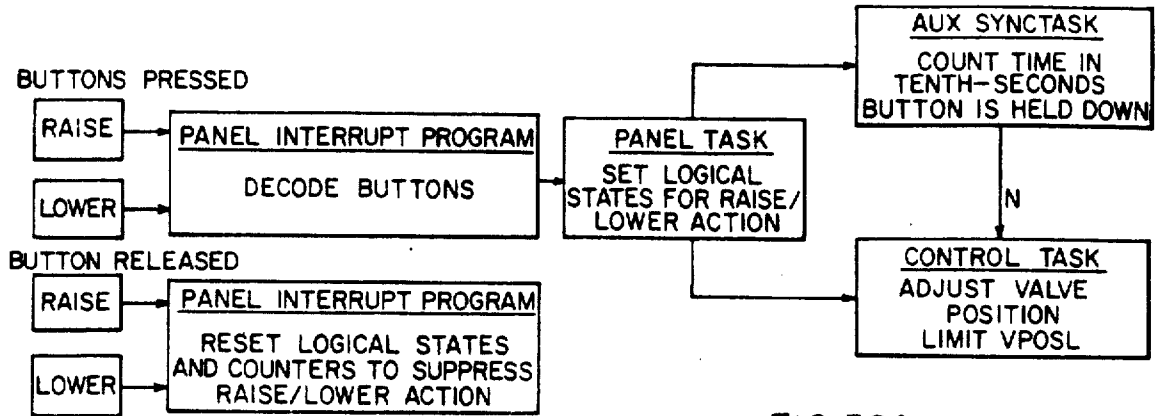 BUTTONS PRESSED
RAISE
LOWER
PANEL INTERRUPT PROGRAM
DECODE BUTTONS
PANEL TASK
SET LOGICAL
STATES FOR RAISE/
LOWER ACTION
AUX SYNCTASK
COUNT TIME IN
TENTH-SECONDS
BUTTON IS HELD DOWN
N
CONTROL TASK
ADJUST VALVE
POSITION
LIMIT VPOSL
BUTTON RELEASED
RAISE
LOWER
PANEL INTERRUPT PROGRAM
RESET LOGICAL STATES
AND COUNTERS TO SUPPRESS
RAISE/LOWER ACTION